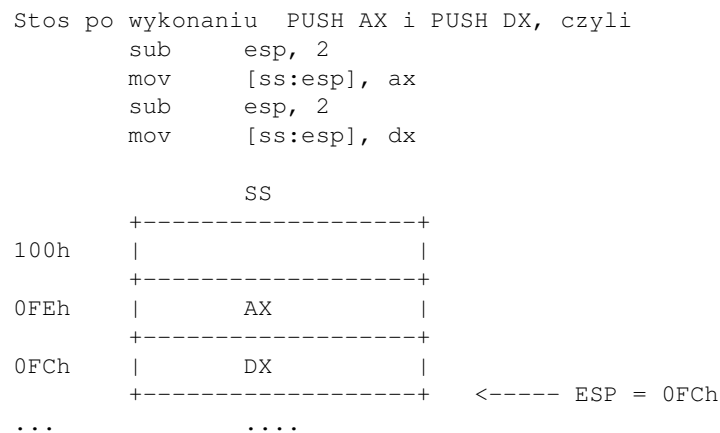 Stos po wykonaniu  PUSH AX i PUSH DX, czyli
        sub     esp, 2
        mov     [ss:esp], ax
        sub     esp, 2
        mov     [ss:esp], dx
                SS
        +-------------------+
100h    |                   |
        +-------------------+
0FEh    |       AX          |
        +-------------------+
0FCh    |       DX          |
        +-------------------+   <----- ESP = 0FCh
...             ....